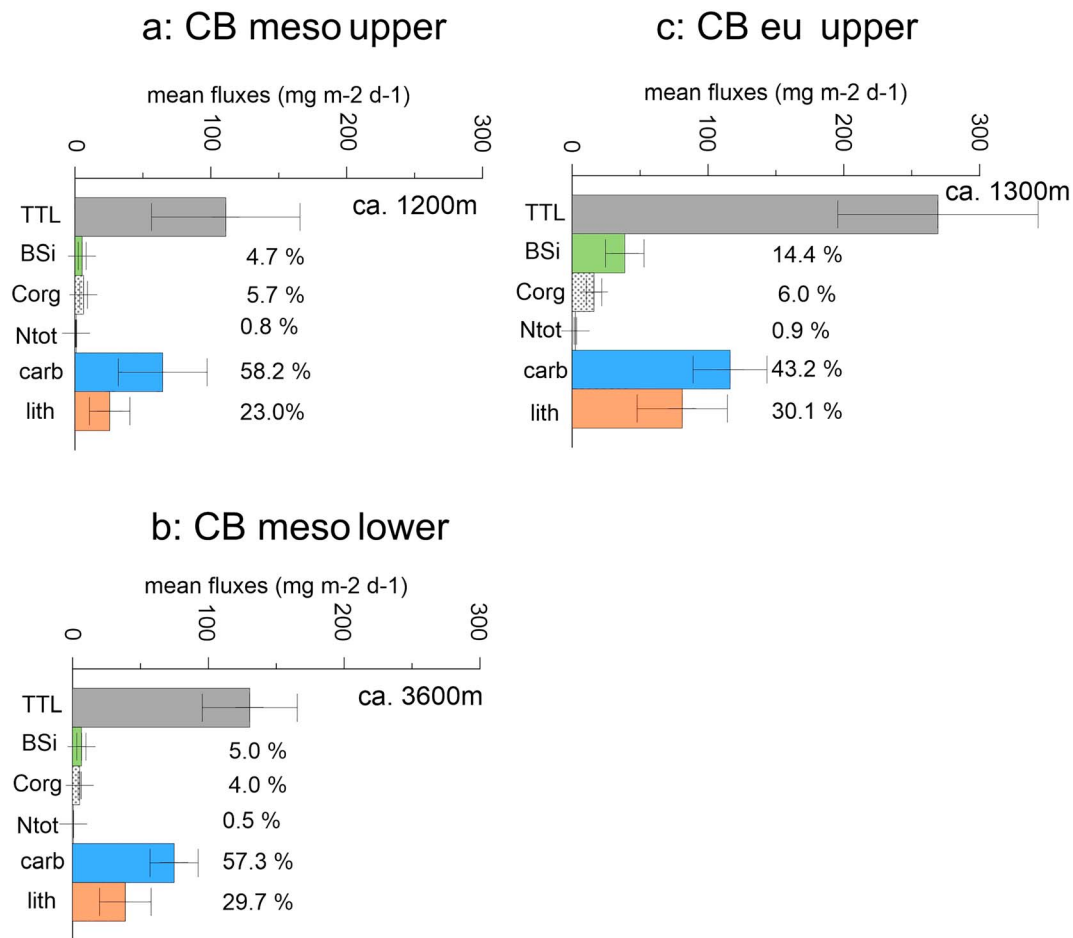 a: CB meso upper
mean fluxes (mg m-2 d-1)
0 100 200 300
ca. 1200m
TTL
BSi 4.7 %
Corg 5.7 %
Ntot 0.8 %
carb 58.2 %
lith 23.0%
c: CB eu upper
mean fluxes (mg m-2 d-1)
0 100 200 300
ca. 1300m
TTL
BSi 14.4 %
Corg 6.0 %
Ntot 0.9 %
carb 43.2 %
lith 30.1 %
b: CB meso lower
mean fluxes (mg m-2 d-1)
0 100 200 300
TTL ca. 3600m
BSi 5.0 %
Corg 4.0 %
Ntot 0.5 %
carb 57.3 %
lith 29.7 %